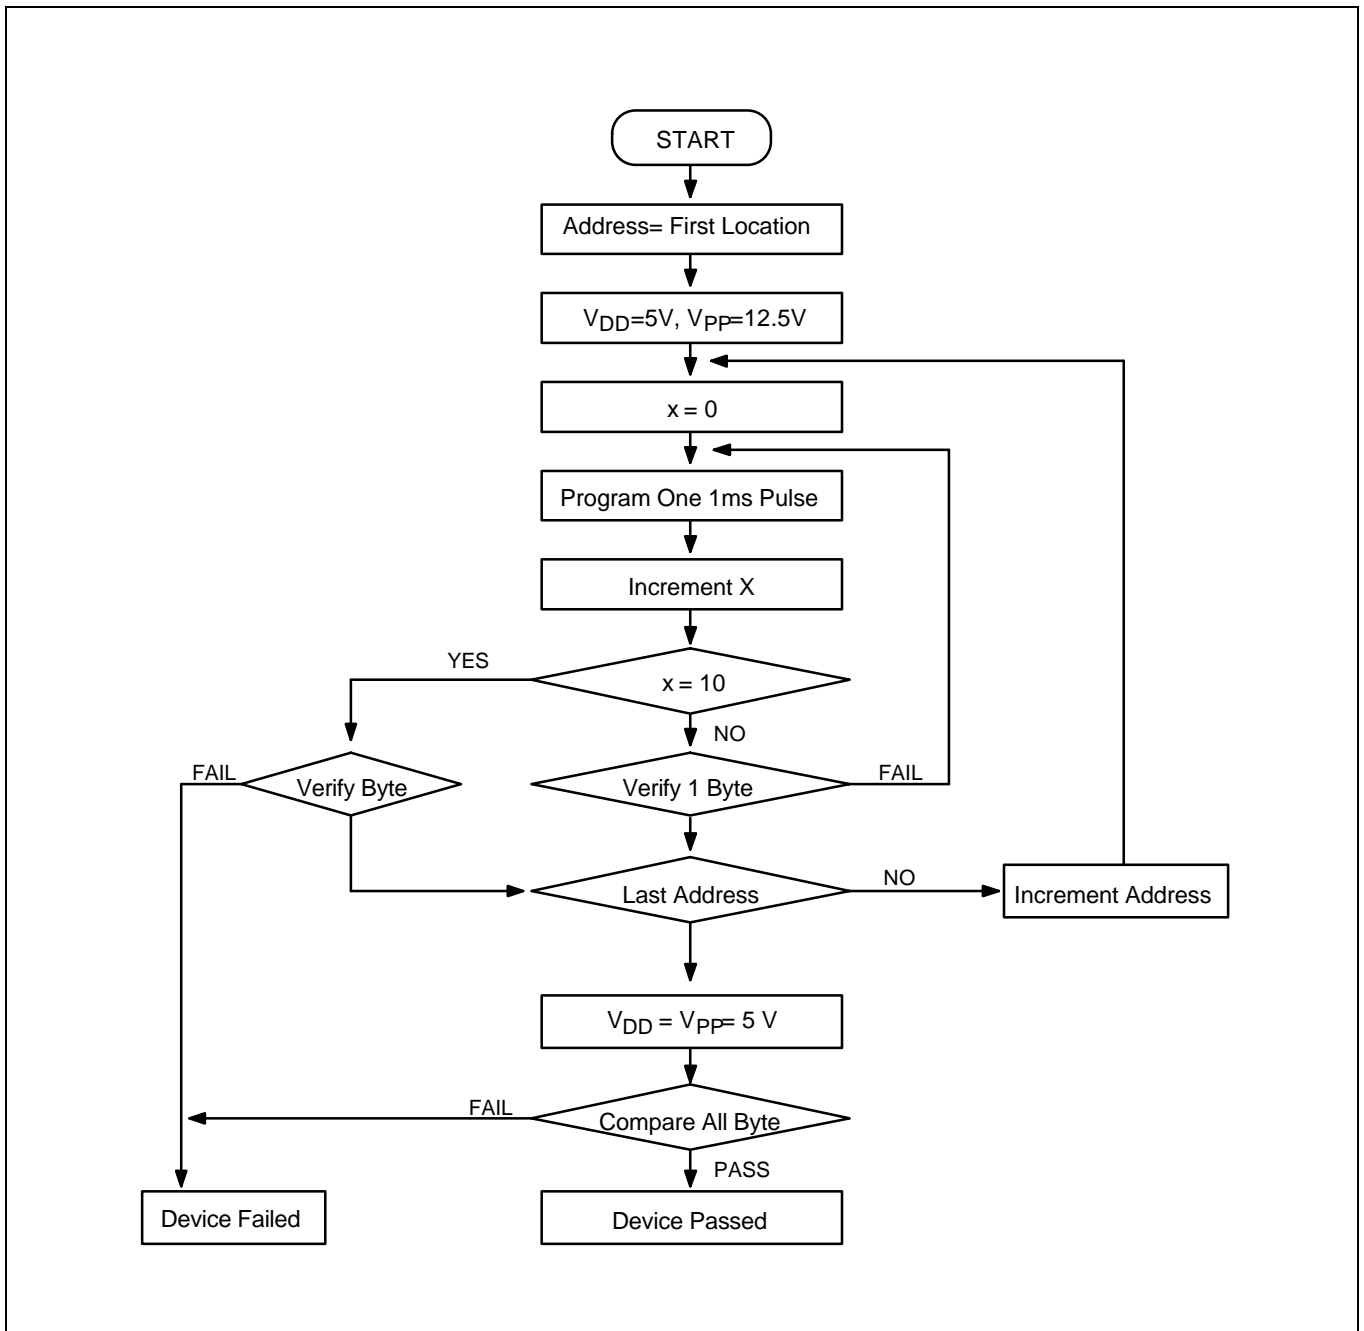 START
Address= First Location
VDD=5V, VPP=12.5V
x = 0
Program One 1ms Pulse
Increment X
YES
x = 10
NO
FAIL
Verify Byte
Verify 1 Byte
FAIL
Last Address
NO
Increment Address
VDD = VPP= 5 V
FAIL
Compare All Byte
PASS
Device Failed
Device Passed